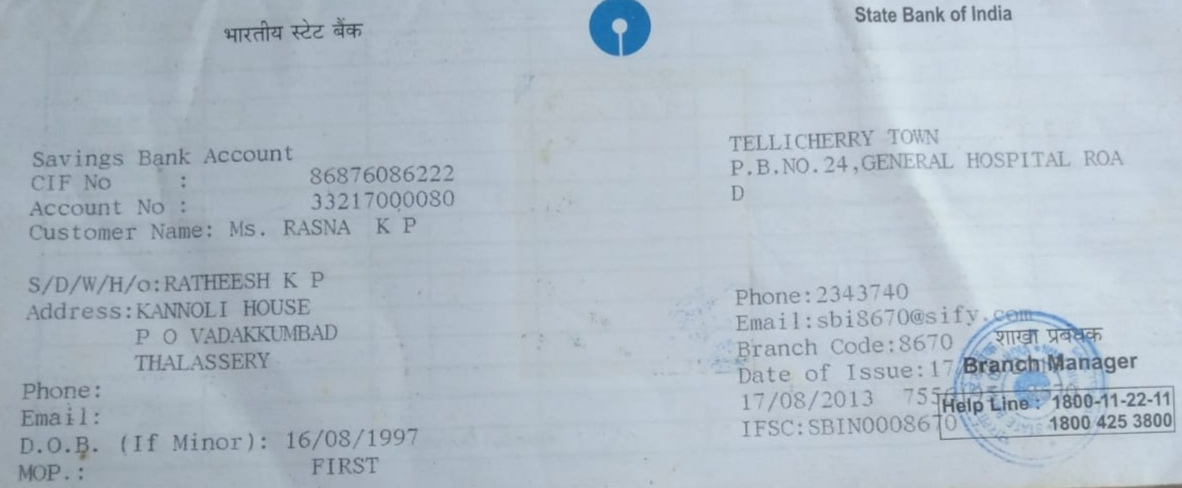 भारतीय स्टेट बैंक
State Bank of India
Savings Bank Account
CIF No : 86876086222
Account No : 33217000080
Customer Name: Ms. RASNA K P
S/D/W/H/o:RATHEESH K P
Address:KANNOLI HOUSE
P O VADAKKUMBAD
THALASSERY
Phone:
Email:
D.O.B. (If Minor): 16/08/1997
MOP.: FIRST
TELLICHERRY TOWN
P.B.NO.24,GENERAL HOSPITAL ROA
D
Phone:2343740
Email:sbi8670@sify.com
Branch Code:8670
Date of Issue:17
17/08/2013
IFSC:SBIN0008670
शाखा प्रबंधक
Branch Manager
Help Line : 1800-11-22-11
1800 425 3800